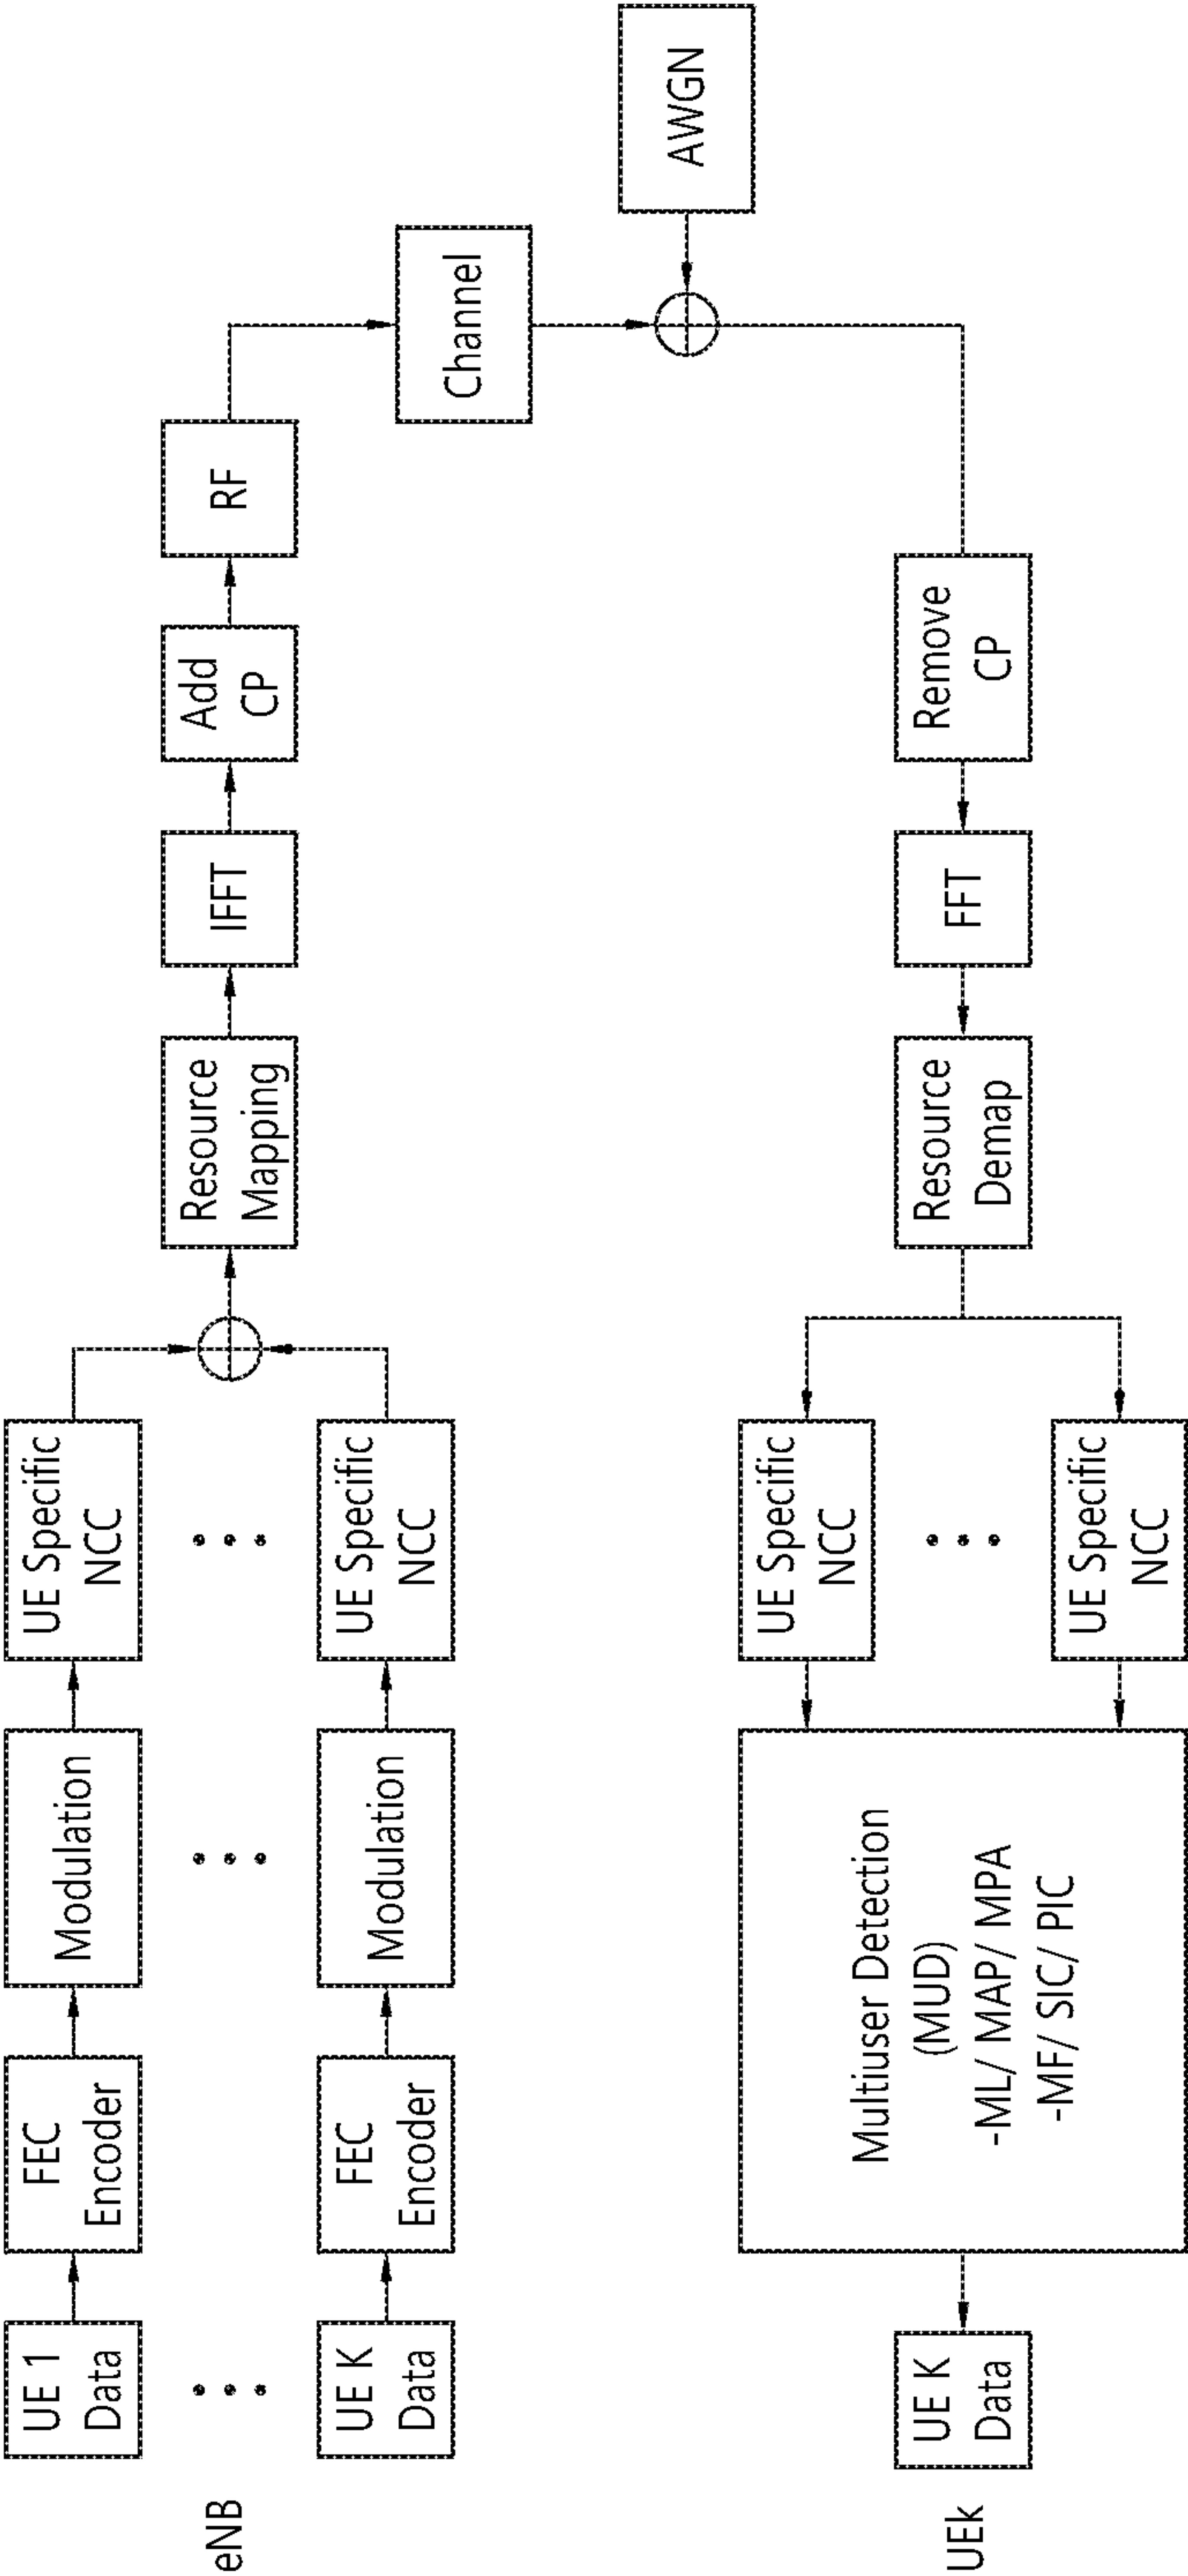 eNB
UE 1
Data
FEC
Encoder
Modulation
UE Specific
NCC
UE K
Data
FEC
Encoder
Modulation
UE Specific
NCC
Resource
Mapping
IFFT
Add
CP
RF
Channel
AWGN
UEk
UE K
Data
Multiuser Detection
(MUD)
-ML/ MAP/ MPA
-MF/ SIC/ PIC
UE Specific
NCC
UE Specific
NCC
Resource
Demap
FFT
Remove
CP